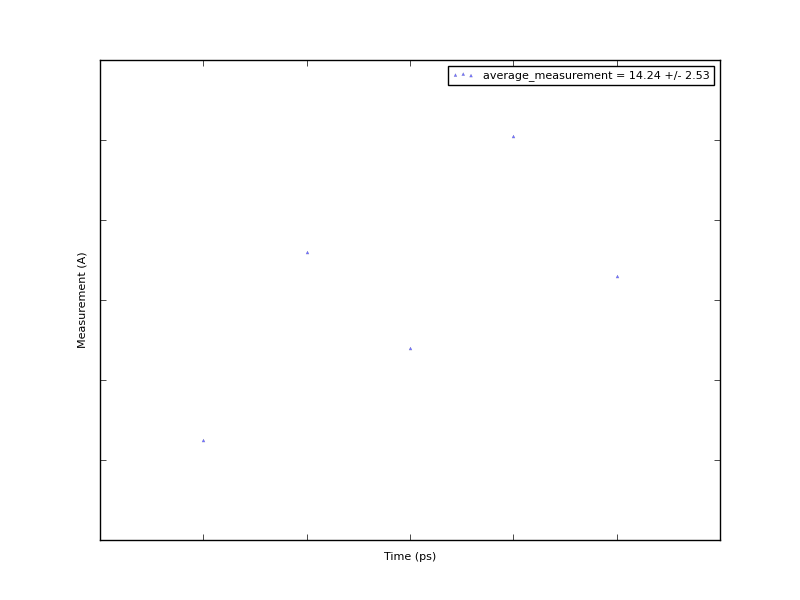 average_measurement = 14.24 +/- 2.53
Measurement (A)
Time (ps)